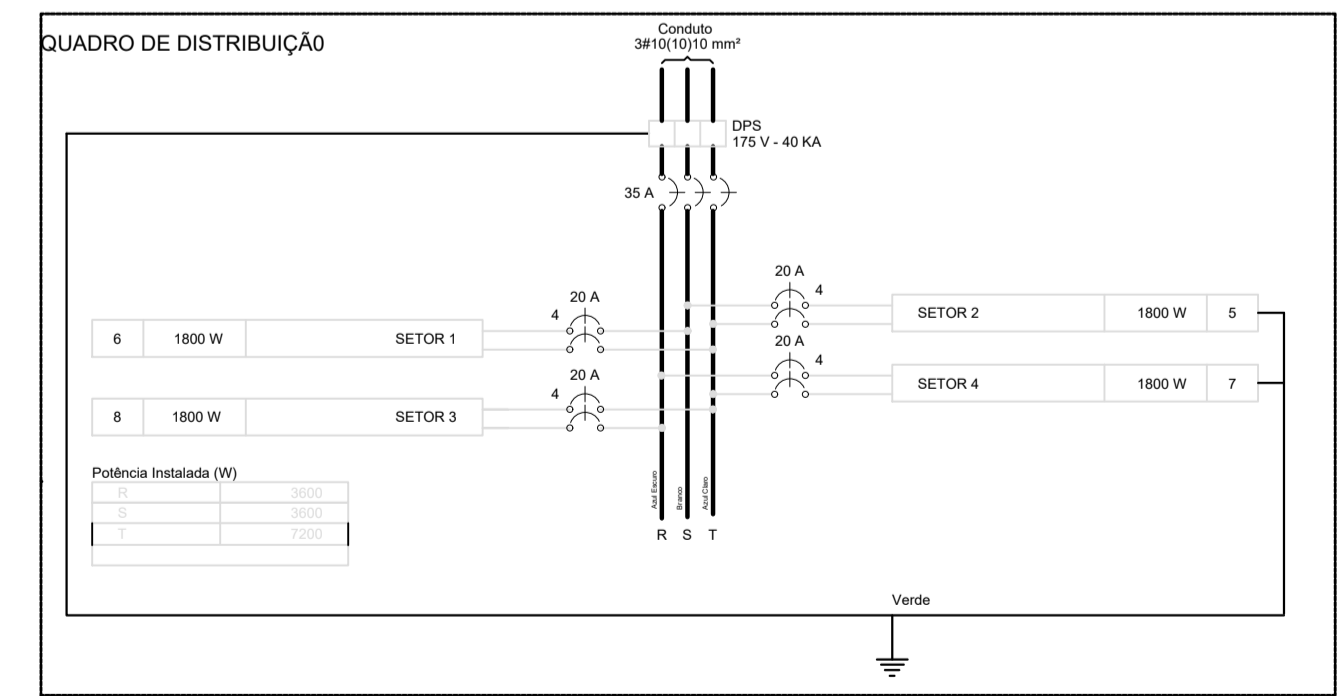 QUADRO DE DISTRIBUIÇÃ0
Conduto
3#10(10)10 mm²
DPS
175 V - 40 KA
35 A
20 A
4
SETOR 2
1800 W
5
20 A
4
6
1800 W
SETOR 1
20 A
4
SETOR 4
1800 W
7
20 A
4
8
1800 W
SETOR 3
Potência Instalada (W)
R 3600
S 3600
T 7200
Azul Escuro
Branco
Azul Claro
R S T
Verde